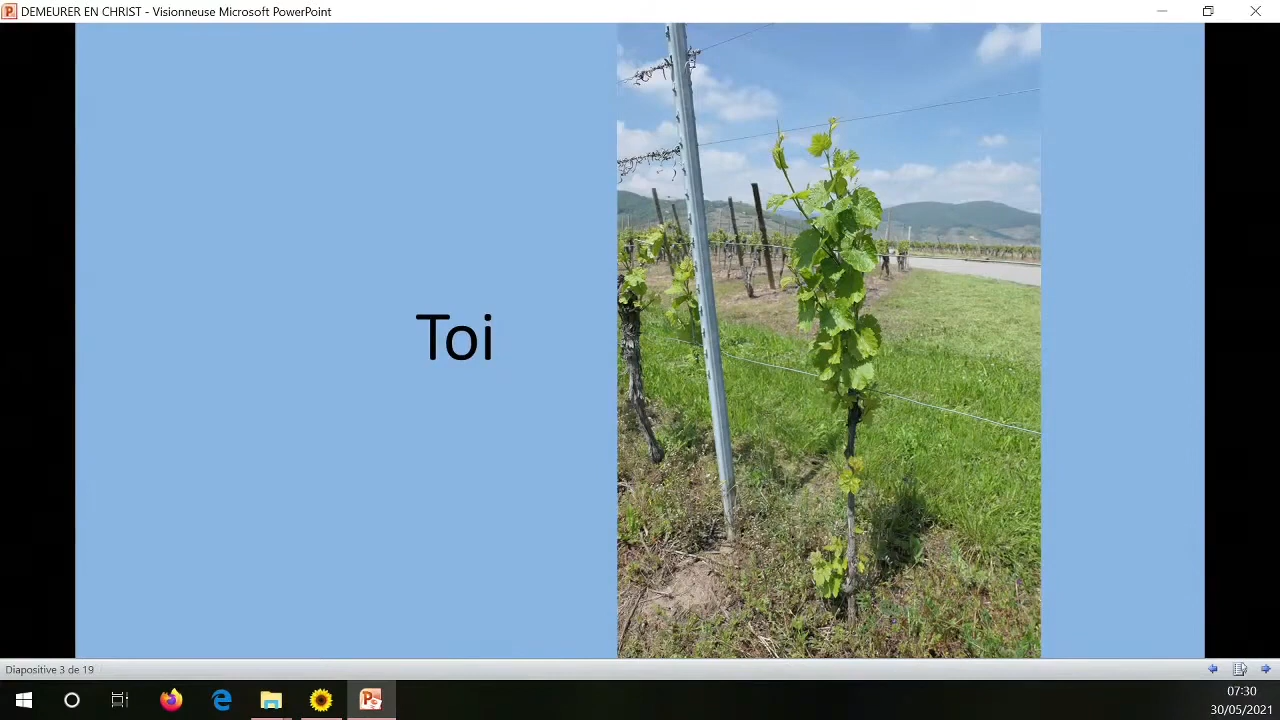 DEMEURER EN CHRIST - Visionneuse Microsoft PowerPoint
Toi
Diapositive 3 de 19
07:30
30/05/2021